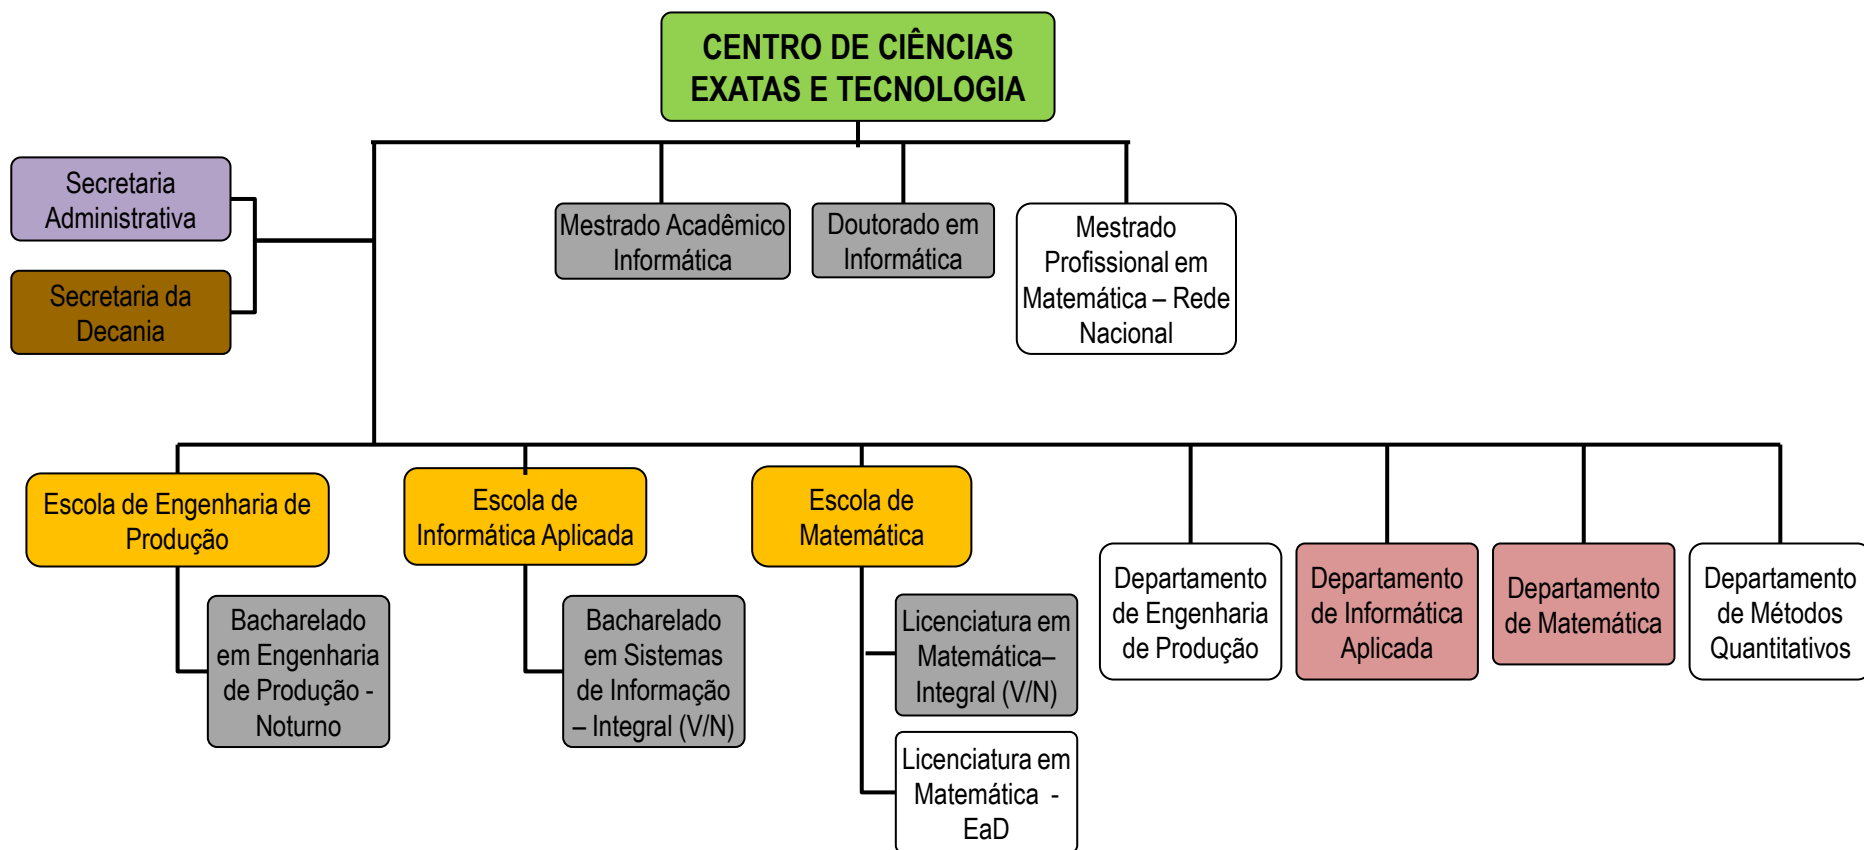 CENTRO DE CIÊNCIAS
EXATAS E TECNOLOGIA
Secretaria
Administrativa
Secretaria da
Decania
Mestrado Acadêmico
Informática
Doutorado em
Informática
Mestrado
Profissional em
Matemática – Rede
Nacional
Escola de Engenharia de
Produção
Escola de
Informática Aplicada
Escola de
Matemática
Departamento
de Engenharia
de Produção
Departamento
de Informática
Aplicada
Departamento
de Matemática
Departamento
de Métodos
Quantitativos
Bacharelado
em Engenharia
de Produção -
Noturno
Bacharelado
em Sistemas
de Informação
– Integral (V/N)
Licenciatura em
Matemática–
Integral (V/N)
Licenciatura em
Matemática -
EaD